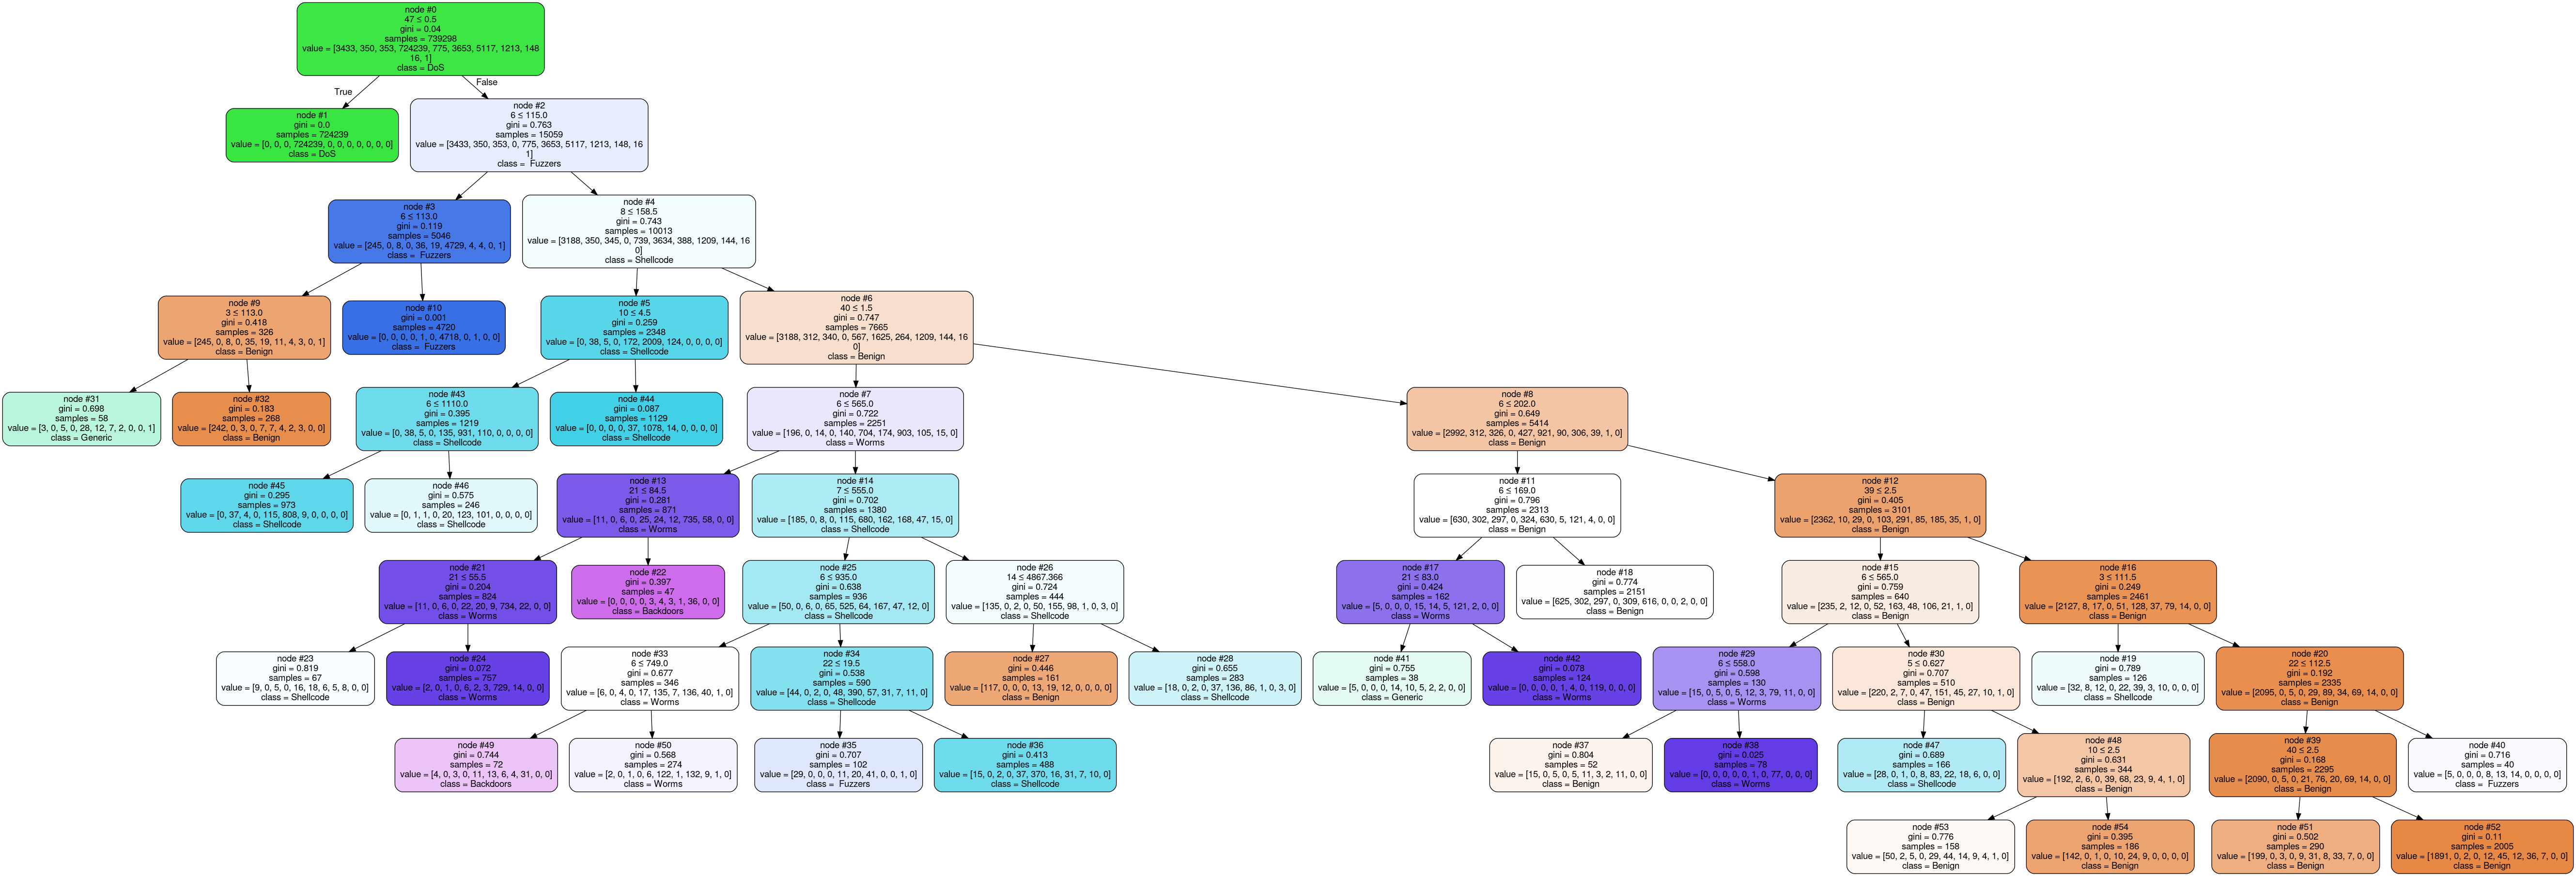 node #0
47 ≤ 0.5
gini = 0.04
samples = 739298
value = [3433, 350, 353, 724239, 775, 3653, 5117, 1213, 148
16, 1]
class = DoS
True
False
node #1
gini = 0.0
samples = 724239
value = [0, 0, 0, 724239, 0, 0, 0, 0, 0, 0, 0]
class = DoS
node #2
6 ≤ 115.0
gini = 0.763
samples = 15059
value = [3433, 350, 353, 0, 775, 3653, 5117, 1213, 148, 16
1]
class =  Fuzzers
node #3
6 ≤ 113.0
gini = 0.119
samples = 5046
value = [245, 0, 8, 0, 36, 19, 4729, 4, 4, 0, 1]
class =  Fuzzers
node #4
8 ≤ 158.5
gini = 0.743
samples = 10013
value = [3188, 350, 345, 0, 739, 3634, 388, 1209, 144, 16
0]
class = Shellcode
node #9
3 ≤ 113.0
gini = 0.418
samples = 326
value = [245, 0, 8, 0, 35, 19, 11, 4, 3, 0, 1]
class = Benign
node #10
gini = 0.001
samples = 4720
value = [0, 0, 0, 0, 1, 0, 4718, 0, 1, 0, 0]
class =  Fuzzers
node #5
10 ≤ 4.5
gini = 0.259
samples = 2348
value = [0, 38, 5, 0, 172, 2009, 124, 0, 0, 0, 0]
class = Shellcode
node #6
40 ≤ 1.5
gini = 0.747
samples = 7665
value = [3188, 312, 340, 0, 567, 1625, 264, 1209, 144, 16
0]
class = Benign
node #31
gini = 0.698
samples = 58
value = [3, 0, 5, 0, 28, 12, 7, 2, 0, 0, 1]
class = Generic
node #32
gini = 0.183
samples = 268
value = [242, 0, 3, 0, 7, 7, 4, 2, 3, 0, 0]
class = Benign
node #43
6 ≤ 1110.0
gini = 0.395
samples = 1219
value = [0, 38, 5, 0, 135, 931, 110, 0, 0, 0, 0]
class = Shellcode
node #44
gini = 0.087
samples = 1129
value = [0, 0, 0, 0, 37, 1078, 14, 0, 0, 0, 0]
class = Shellcode
node #7
6 ≤ 565.0
gini = 0.722
samples = 2251
value = [196, 0, 14, 0, 140, 704, 174, 903, 105, 15, 0]
class = Worms
node #8
6 ≤ 202.0
gini = 0.649
samples = 5414
value = [2992, 312, 326, 0, 427, 921, 90, 306, 39, 1, 0]
class = Benign
node #45
gini = 0.295
samples = 973
value = [0, 37, 4, 0, 115, 808, 9, 0, 0, 0, 0]
class = Shellcode
node #46
gini = 0.575
samples = 246
value = [0, 1, 1, 0, 20, 123, 101, 0, 0, 0, 0]
class = Shellcode
node #13
21 ≤ 84.5
gini = 0.281
samples = 871
value = [11, 0, 6, 0, 25, 24, 12, 735, 58, 0, 0]
class = Worms
node #14
7 ≤ 555.0
gini = 0.702
samples = 1380
value = [185, 0, 8, 0, 115, 680, 162, 168, 47, 15, 0]
class = Shellcode
node #11
6 ≤ 169.0
gini = 0.796
samples = 2313
value = [630, 302, 297, 0, 324, 630, 5, 121, 4, 0, 0]
class = Benign
node #12
39 ≤ 2.5
gini = 0.405
samples = 3101
value = [2362, 10, 29, 0, 103, 291, 85, 185, 35, 1, 0]
class = Benign
node #21
21 ≤ 55.5
gini = 0.204
samples = 824
value = [11, 0, 6, 0, 22, 20, 9, 734, 22, 0, 0]
class = Worms
node #22
gini = 0.397
samples = 47
value = [0, 0, 0, 0, 3, 4, 3, 1, 36, 0, 0]
class = Backdoors
node #25
6 ≤ 935.0
gini = 0.638
samples = 936
value = [50, 0, 6, 0, 65, 525, 64, 167, 47, 12, 0]
class = Shellcode
node #26
14 ≤ 4867.366
gini = 0.724
samples = 444
value = [135, 0, 2, 0, 50, 155, 98, 1, 0, 3, 0]
class = Shellcode
node #17
21 ≤ 83.0
gini = 0.424
samples = 162
value = [5, 0, 0, 0, 15, 14, 5, 121, 2, 0, 0]
class = Worms
node #18
gini = 0.774
samples = 2151
value = [625, 302, 297, 0, 309, 616, 0, 0, 2, 0, 0]
class = Benign
node #15
6 ≤ 565.0
gini = 0.759
samples = 640
value = [235, 2, 12, 0, 52, 163, 48, 106, 21, 1, 0]
class = Benign
node #16
3 ≤ 111.5
gini = 0.249
samples = 2461
value = [2127, 8, 17, 0, 51, 128, 37, 79, 14, 0, 0]
class = Benign
node #23
gini = 0.819
samples = 67
value = [9, 0, 5, 0, 16, 18, 6, 5, 8, 0, 0]
class = Shellcode
node #24
gini = 0.072
samples = 757
value = [2, 0, 1, 0, 6, 2, 3, 729, 14, 0, 0]
class = Worms
node #33
6 ≤ 749.0
gini = 0.677
samples = 346
value = [6, 0, 4, 0, 17, 135, 7, 136, 40, 1, 0]
class = Worms
node #34
22 ≤ 19.5
gini = 0.538
samples = 590
value = [44, 0, 2, 0, 48, 390, 57, 31, 7, 11, 0]
class = Shellcode
node #27
gini = 0.446
samples = 161
value = [117, 0, 0, 0, 13, 19, 12, 0, 0, 0, 0]
class = Benign
node #28
gini = 0.655
samples = 283
value = [18, 0, 2, 0, 37, 136, 86, 1, 0, 3, 0]
class = Shellcode
node #41
gini = 0.755
samples = 38
value = [5, 0, 0, 0, 14, 10, 5, 2, 2, 0, 0]
class = Generic
node #42
gini = 0.078
samples = 124
value = [0, 0, 0, 0, 1, 4, 0, 119, 0, 0, 0]
class = Worms
node #29
6 ≤ 558.0
gini = 0.598
samples = 130
value = [15, 0, 5, 0, 5, 12, 3, 79, 11, 0, 0]
class = Worms
node #30
5 ≤ 0.627
gini = 0.707
samples = 510
value = [220, 2, 7, 0, 47, 151, 45, 27, 10, 1, 0]
class = Benign
node #19
gini = 0.789
samples = 126
value = [32, 8, 12, 0, 22, 39, 3, 10, 0, 0, 0]
class = Shellcode
node #20
22 ≤ 112.5
gini = 0.192
samples = 2335
value = [2095, 0, 5, 0, 29, 89, 34, 69, 14, 0, 0]
class = Benign
node #49
gini = 0.744
samples = 72
value = [4, 0, 3, 0, 11, 13, 6, 4, 31, 0, 0]
class = Backdoors
node #50
gini = 0.568
samples = 274
value = [2, 0, 1, 0, 6, 122, 1, 132, 9, 1, 0]
class = Worms
node #35
gini = 0.707
samples = 102
value = [29, 0, 0, 0, 11, 20, 41, 0, 0, 1, 0]
class =  Fuzzers
node #36
gini = 0.413
samples = 488
value = [15, 0, 2, 0, 37, 370, 16, 31, 7, 10, 0]
class = Shellcode
node #37
gini = 0.804
samples = 52
value = [15, 0, 5, 0, 5, 11, 3, 2, 11, 0, 0]
class = Benign
node #38
gini = 0.025
samples = 78
value = [0, 0, 0, 0, 0, 1, 0, 77, 0, 0, 0]
class = Worms
node #47
gini = 0.689
samples = 166
value = [28, 0, 1, 0, 8, 83, 22, 18, 6, 0, 0]
class = Shellcode
node #48
10 ≤ 2.5
gini = 0.631
samples = 344
value = [192, 2, 6, 0, 39, 68, 23, 9, 4, 1, 0]
class = Benign
node #39
40 ≤ 2.5
gini = 0.168
samples = 2295
value = [2090, 0, 5, 0, 21, 76, 20, 69, 14, 0, 0]
class = Benign
node #40
gini = 0.716
samples = 40
value = [5, 0, 0, 0, 8, 13, 14, 0, 0, 0, 0]
class =  Fuzzers
node #53
gini = 0.776
samples = 158
value = [50, 2, 5, 0, 29, 44, 14, 9, 4, 1, 0]
class = Benign
node #54
gini = 0.395
samples = 186
value = [142, 0, 1, 0, 10, 24, 9, 0, 0, 0, 0]
class = Benign
node #51
gini = 0.502
samples = 290
value = [199, 0, 3, 0, 9, 31, 8, 33, 7, 0, 0]
class = Benign
node #52
gini = 0.11
samples = 2005
value = [1891, 0, 2, 0, 12, 45, 12, 36, 7, 0, 0]
class = Benign